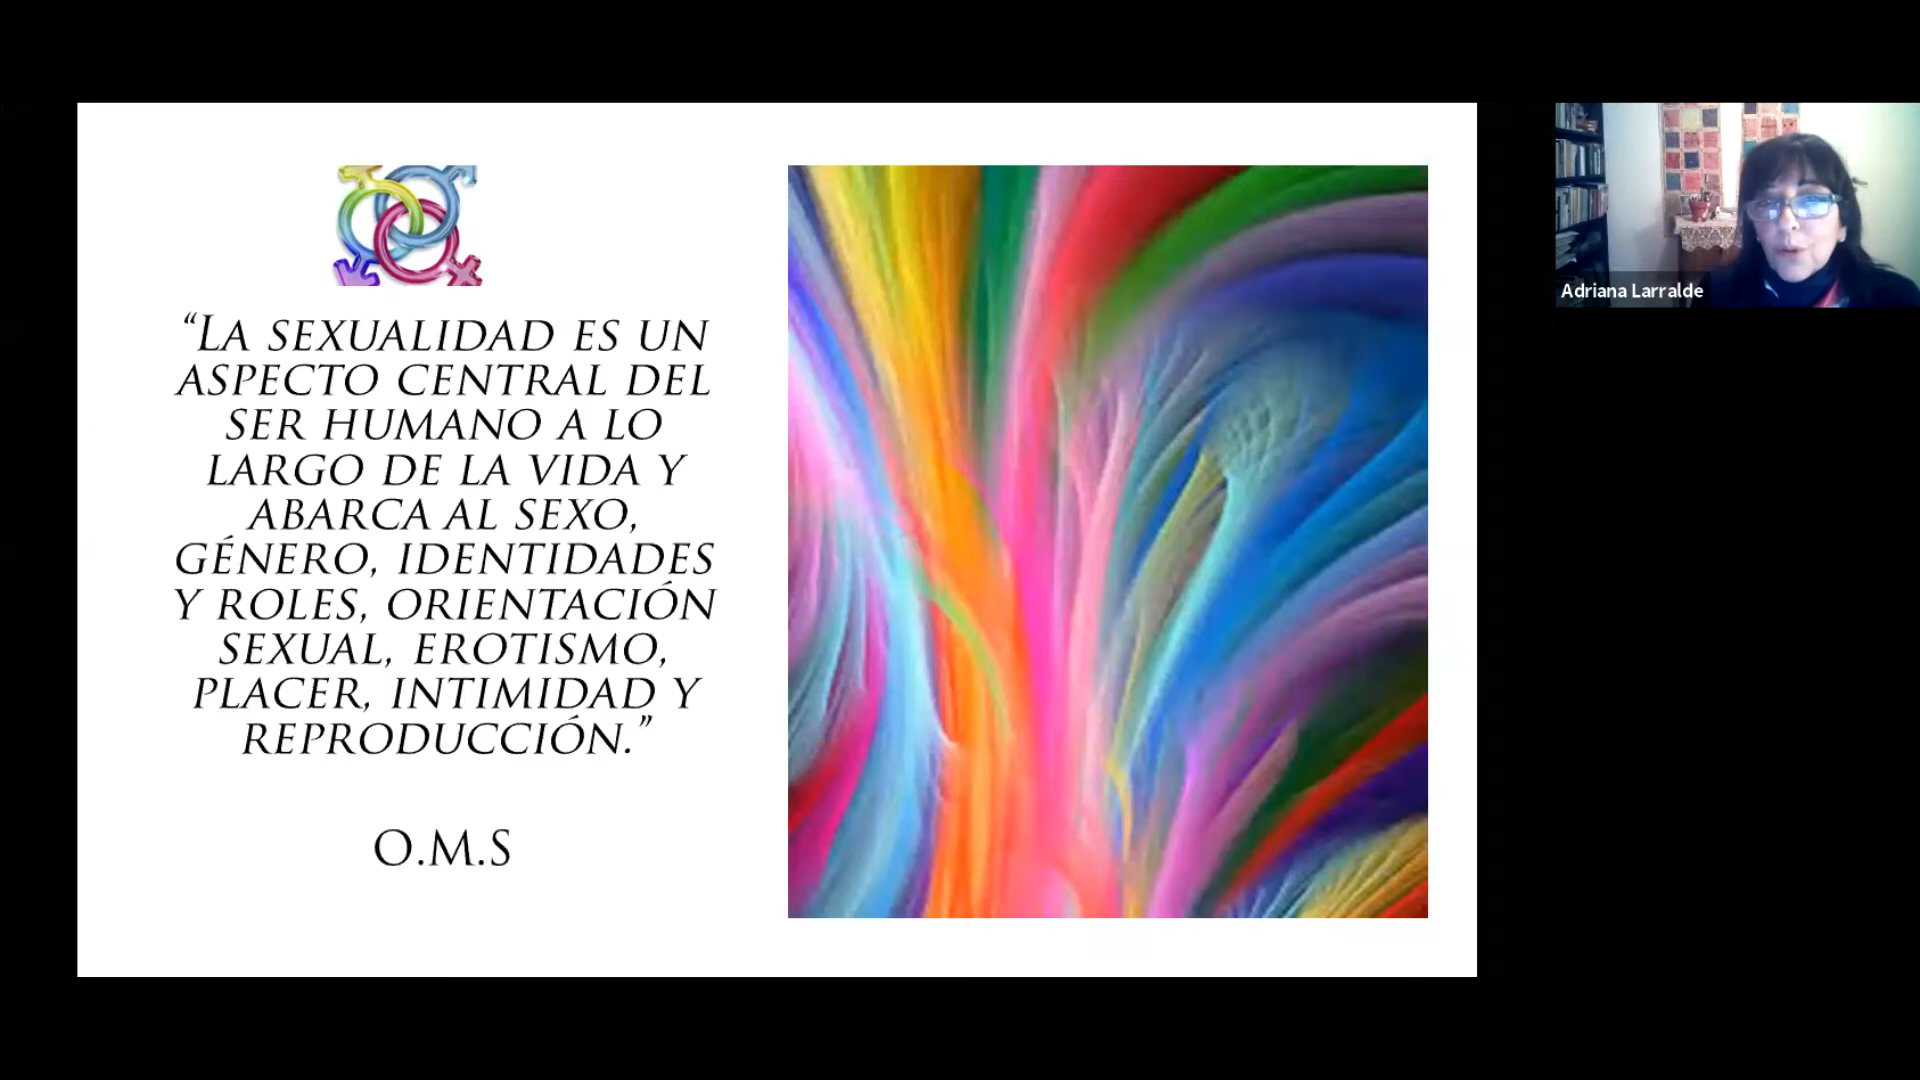 “LA SEXUALIDAD ES UN
ASPECTO CENTRAL DEL
SER HUMANO A LO
LARGO DE LA VIDA Y
ABARCA AL SEXO,
GÉNERO, IDENTIDADES
Y ROLES, ORIENTACIÓN
SEXUAL, EROTISMO,
PLACER, INTIMIDAD Y
REPRODUCCIÓN.”
O.M.S
Adriana Larralde